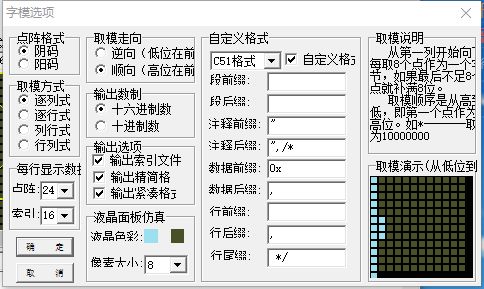 字模选项
点阵格式
阴码
阳码
取模方式
逐列式
逐行式
列行式
行列式
每行显示数据
点阵: 24
索引: 16
确 定
取 消
取模走向
逆向（低位在前
顺向（高位在前
输出数制
十六进制数
十进制数
输出选项
输出索引文件
输出精简格
输出紧凑格式
液晶面板仿真
液晶色彩:
像素大小: 8
自定义格式
C51格式 自定义格式
段前缀:
段后缀:
注释前缀: "
注释后缀: ",/*
数据前缀: 0x
数据后缀: ,
行前缀:
行后缀: ,
行尾缀: */
取模说明
从第一列开始向下
每取8个点作为一个字
节，如果最后不足8个
点就补满8位。
取模顺序是从高到
低，即第一个点作为
高位。如*-------取
为10000000
取模演示(从低位到